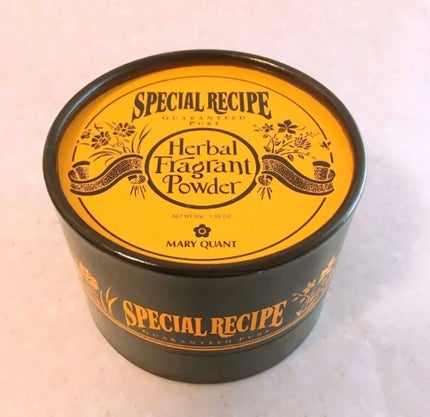 SPECIAL RECIPE
GUARANTEED
PURE
Herbal
Fragrant
Powder
NET WT 30g 1.05 OZ
MARY QUANT
SPECIAL RECIPE
GUARANTEED PURE